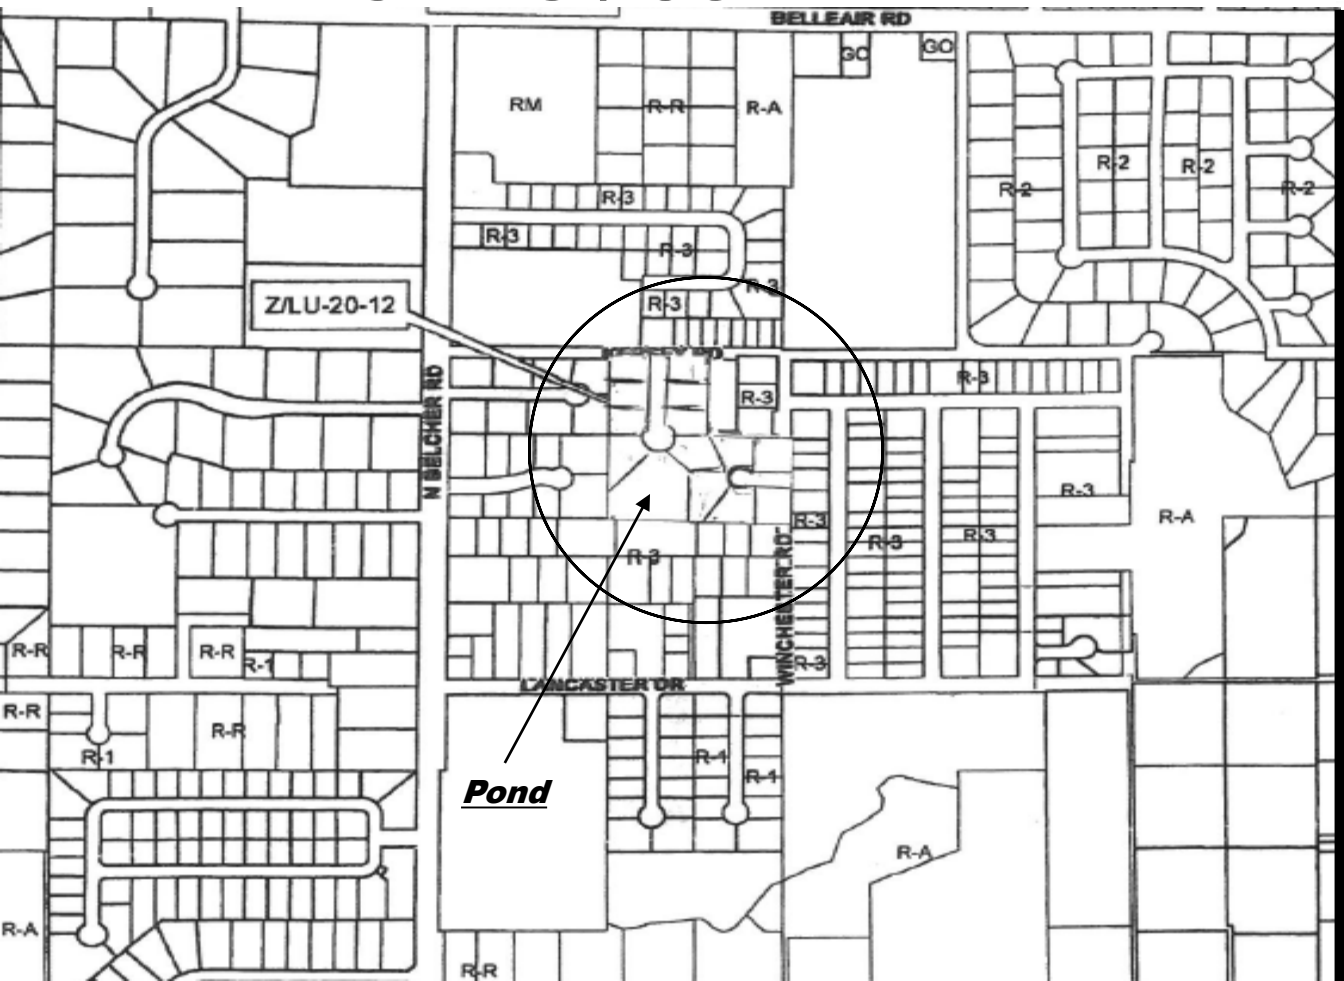 BELLEAIR RD
GO
GO
RM
R-R
R-A
R-2
R-2
R-2
R-2
R-3
R-3
R-3
R-3
R-3
Z/LU-20-12
N BELCHER RD
R-3
R-3
R-3
R-A
R-3
R-3
R-3
R-3
WINCHESTER RD
R-R
R-R
R-R
R-1
R-3
LANCASTER DR
R-R
R-R
R-1
R-1
R-1
Pond
R-A
R-A
R-R